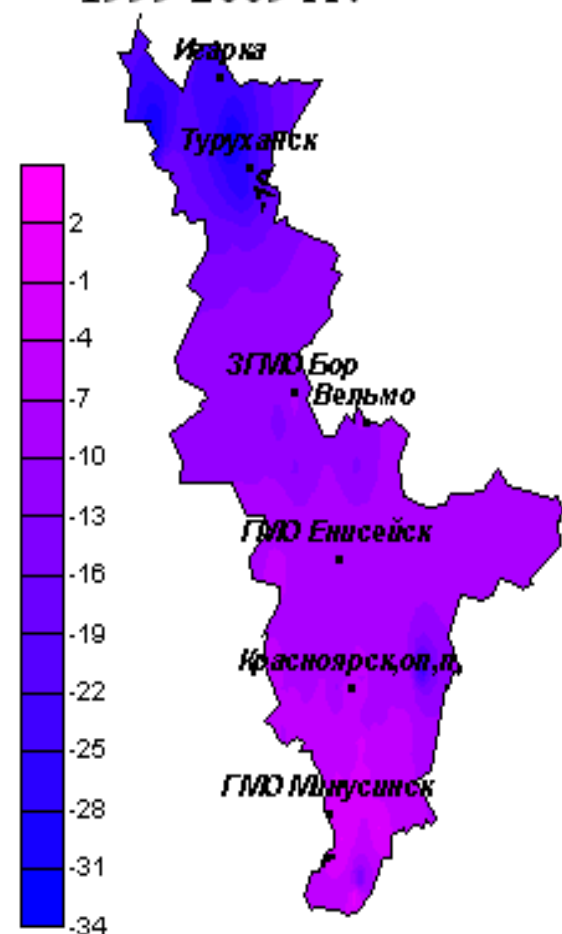 Игарка
Туруханск
2
-1
-4
ЗГМО Бор
-7
Вельмо
-10
-13
ГМО Енисейск
-16
-19
Красноярск,оп,п,
-22
-25
ГМО Минусинск
-28
-31
-34